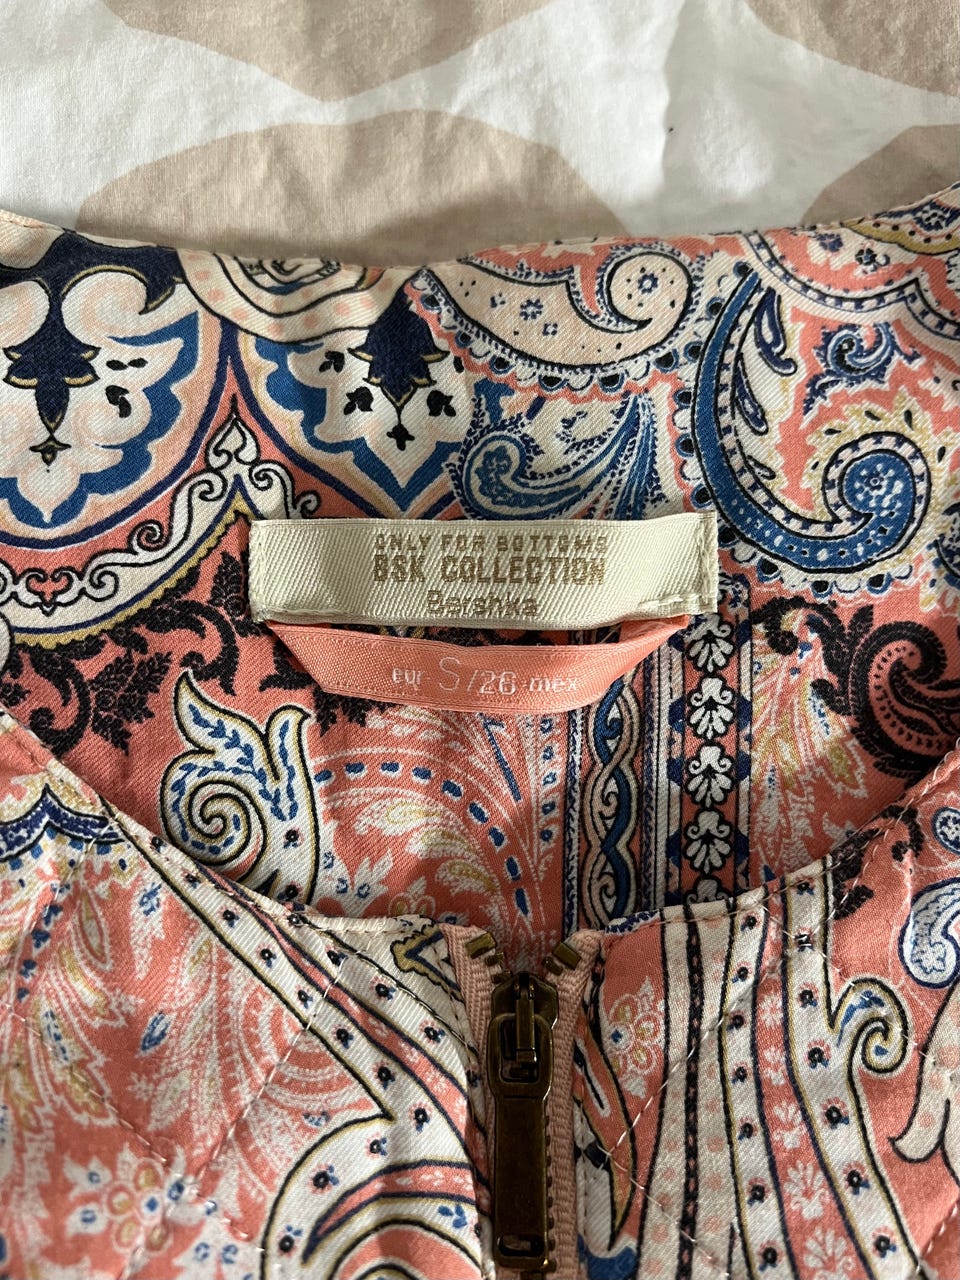 ONLY FOR BOTTOMS
BSK COLLECTION
Bershka
eur S/26 mex